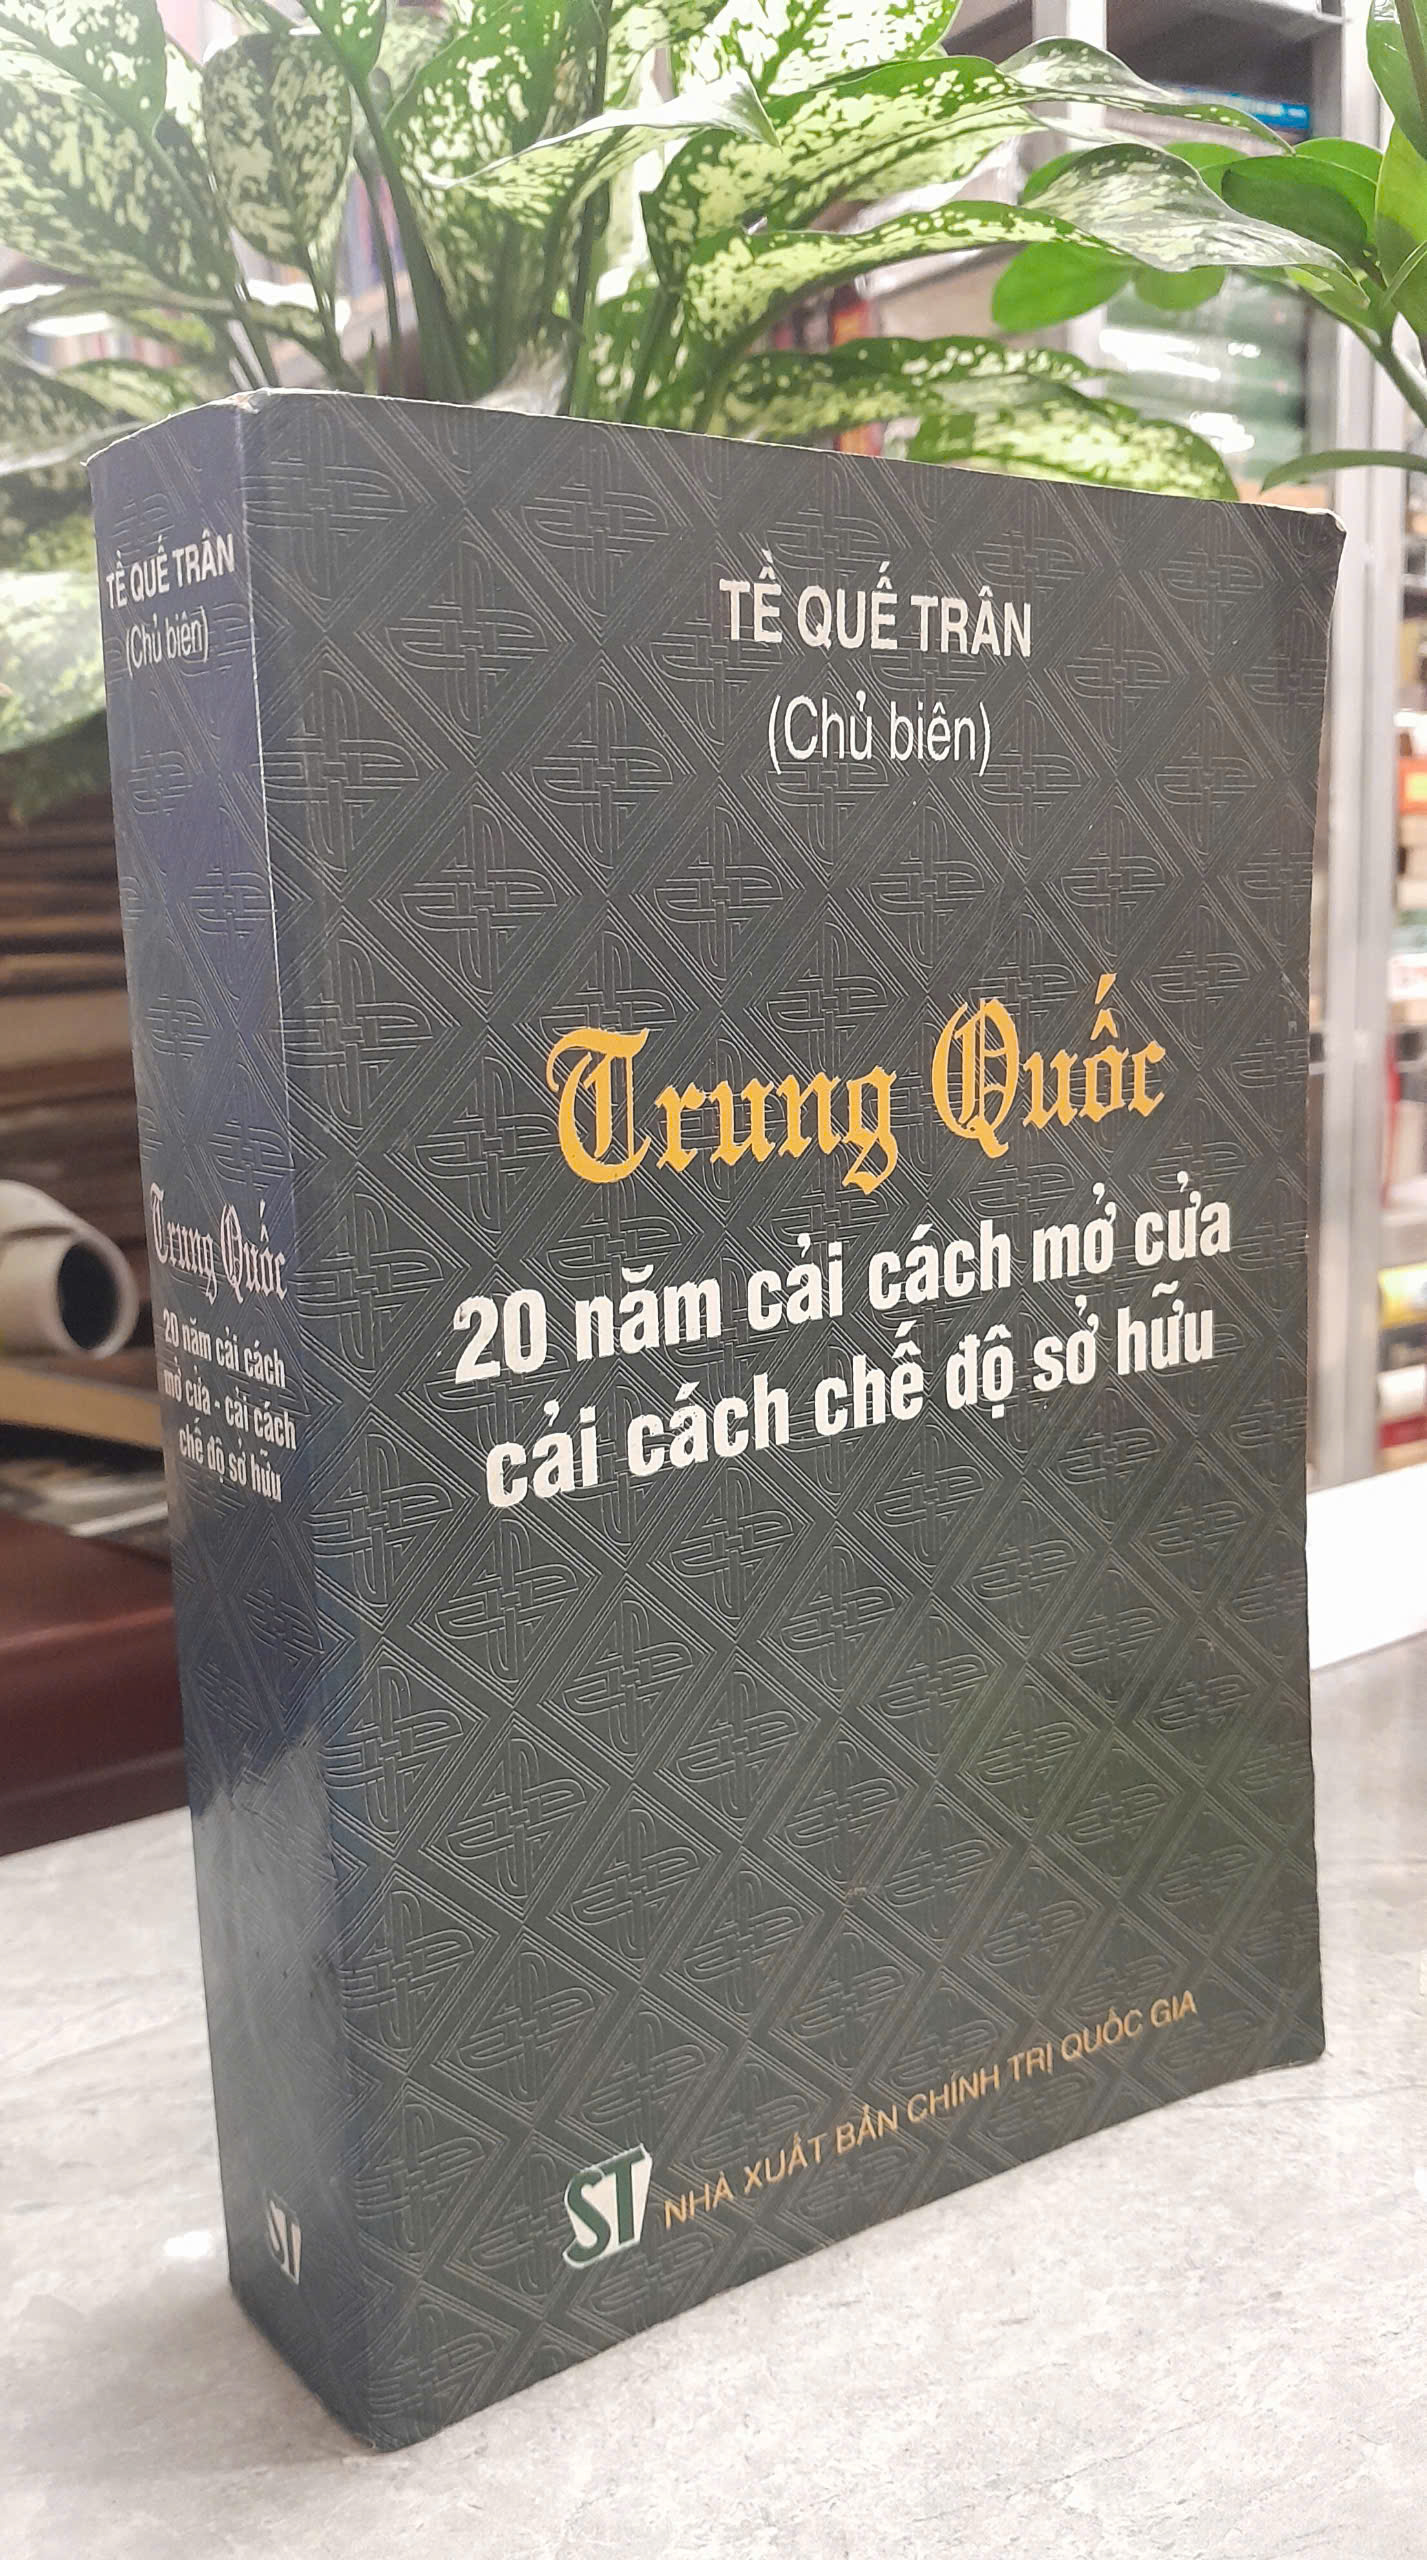 TỀ QUẾ TRÂN
(Chủ biên)
Trung Quốc
20 năm cải cách
mở cửa - cải cách
chế độ sở hữu
ST
TỀ QUẾ TRÂN
(Chủ biên)
Trung Quốc
20 năm cải cách mở cửa
cải cách chế độ sở hữu
ST NHÀ XUẤT BẢN CHÍNH TRỊ QUỐC GIA